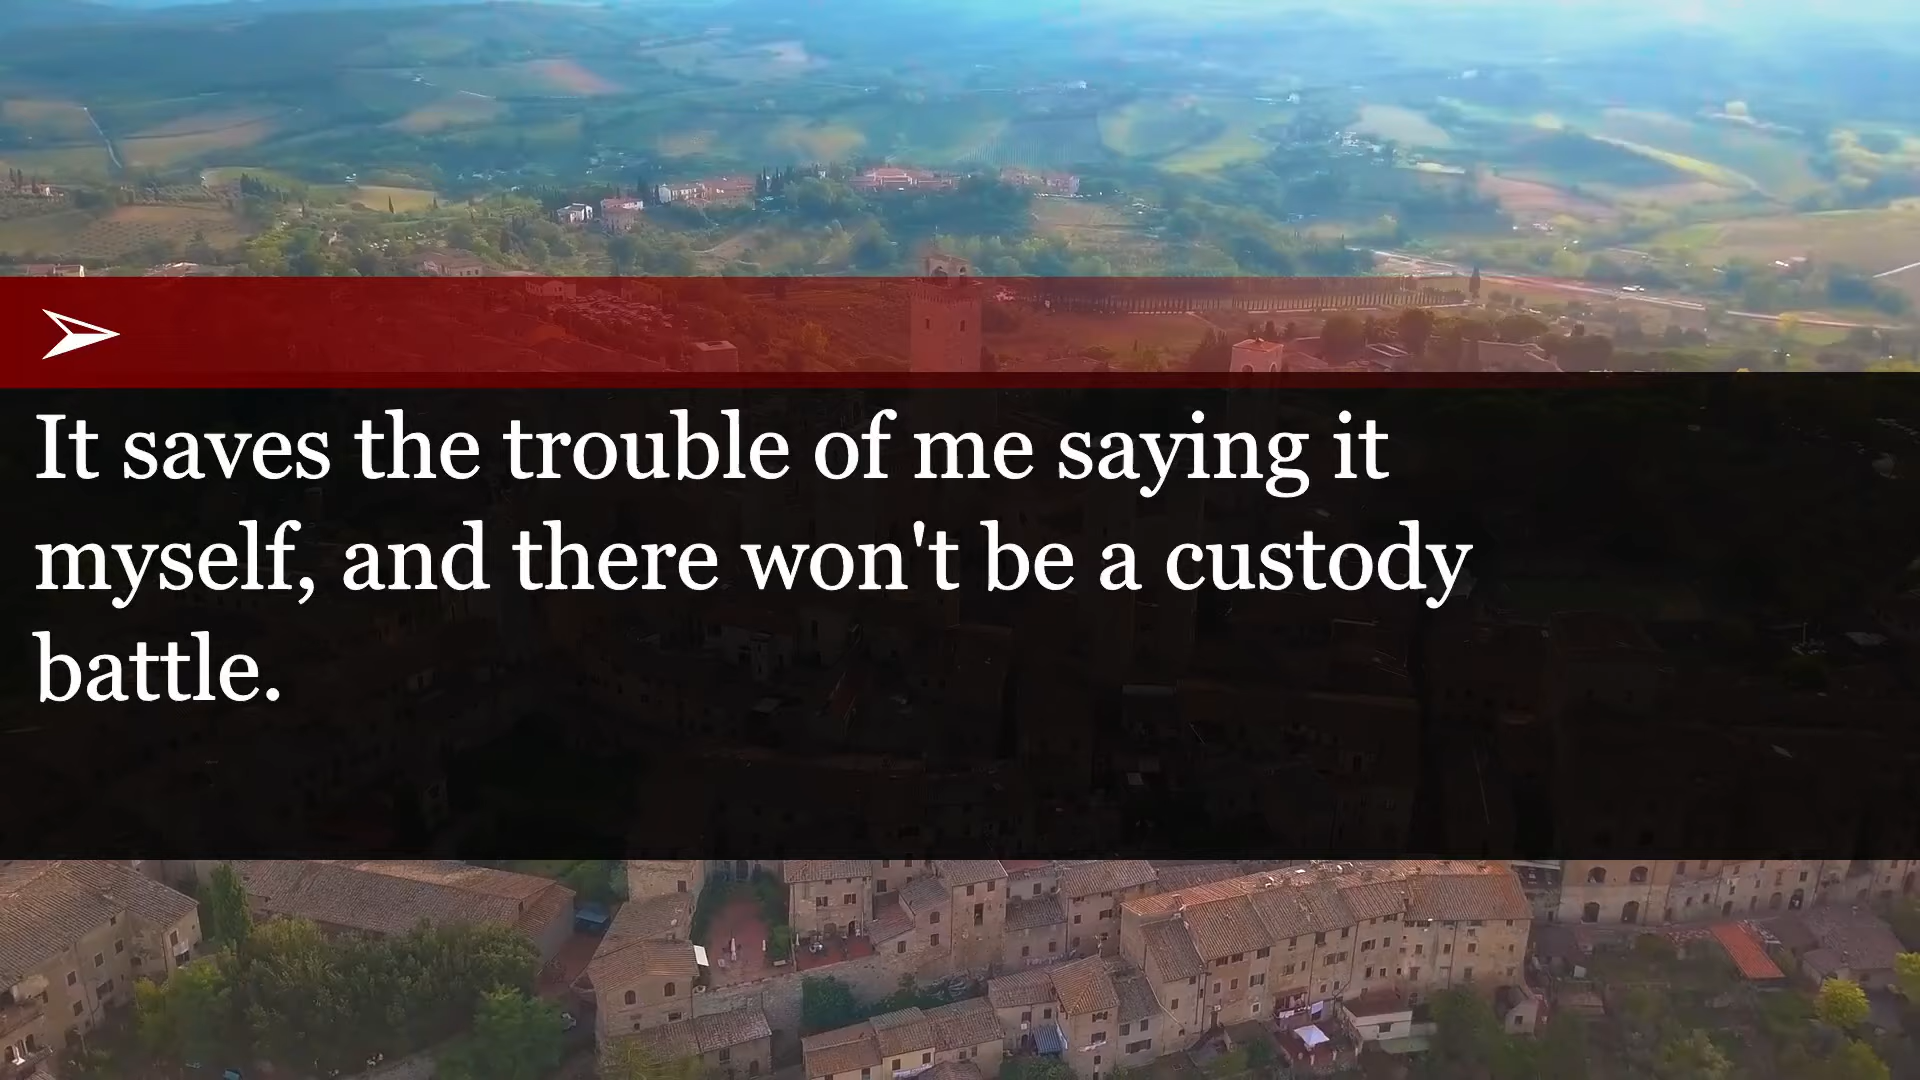 It saves the trouble of me saying it
myself, and there won't be a custody
battle.